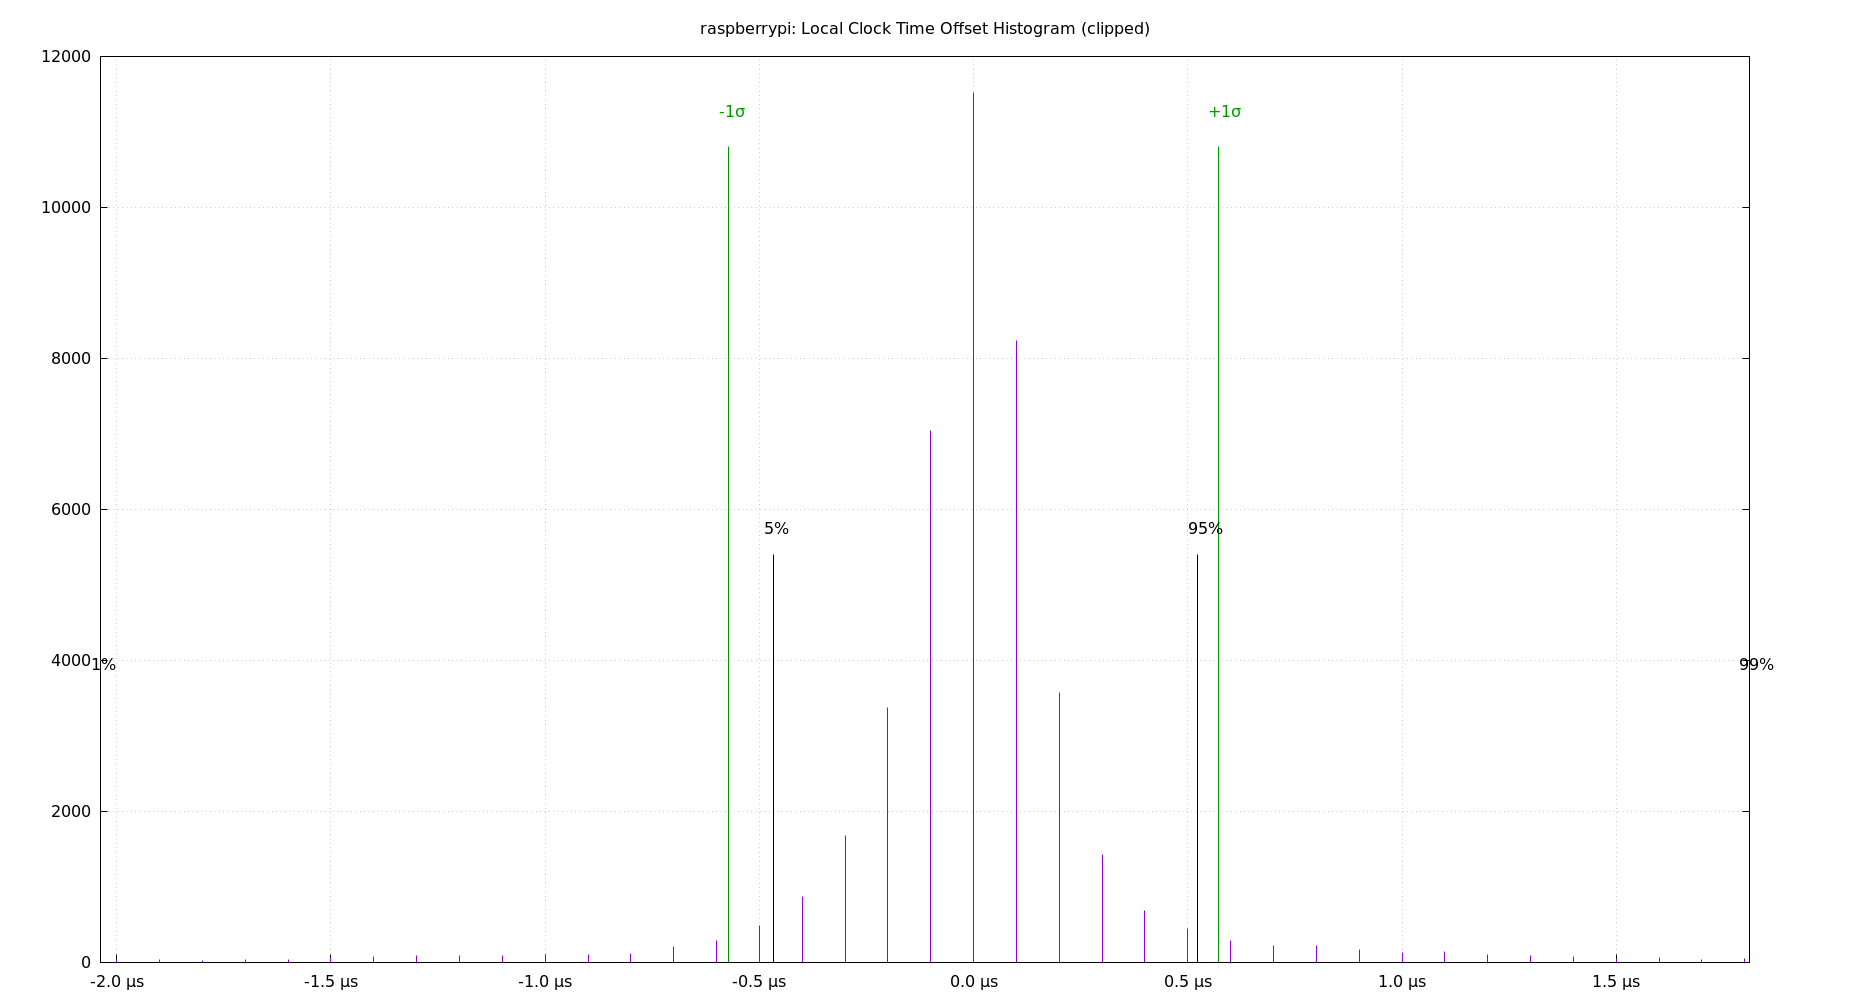 raspberrypi: Local Clock Time Offset Histogram (clipped)
12000
-1σ
+1σ
10000
8000
6000
5%
95%
4000
1%
99%
2000
0
-2.0 µs
-1.5 µs
-1.0 µs
-0.5 µs
0.0 µs
0.5 µs
1.0 µs
1.5 µs